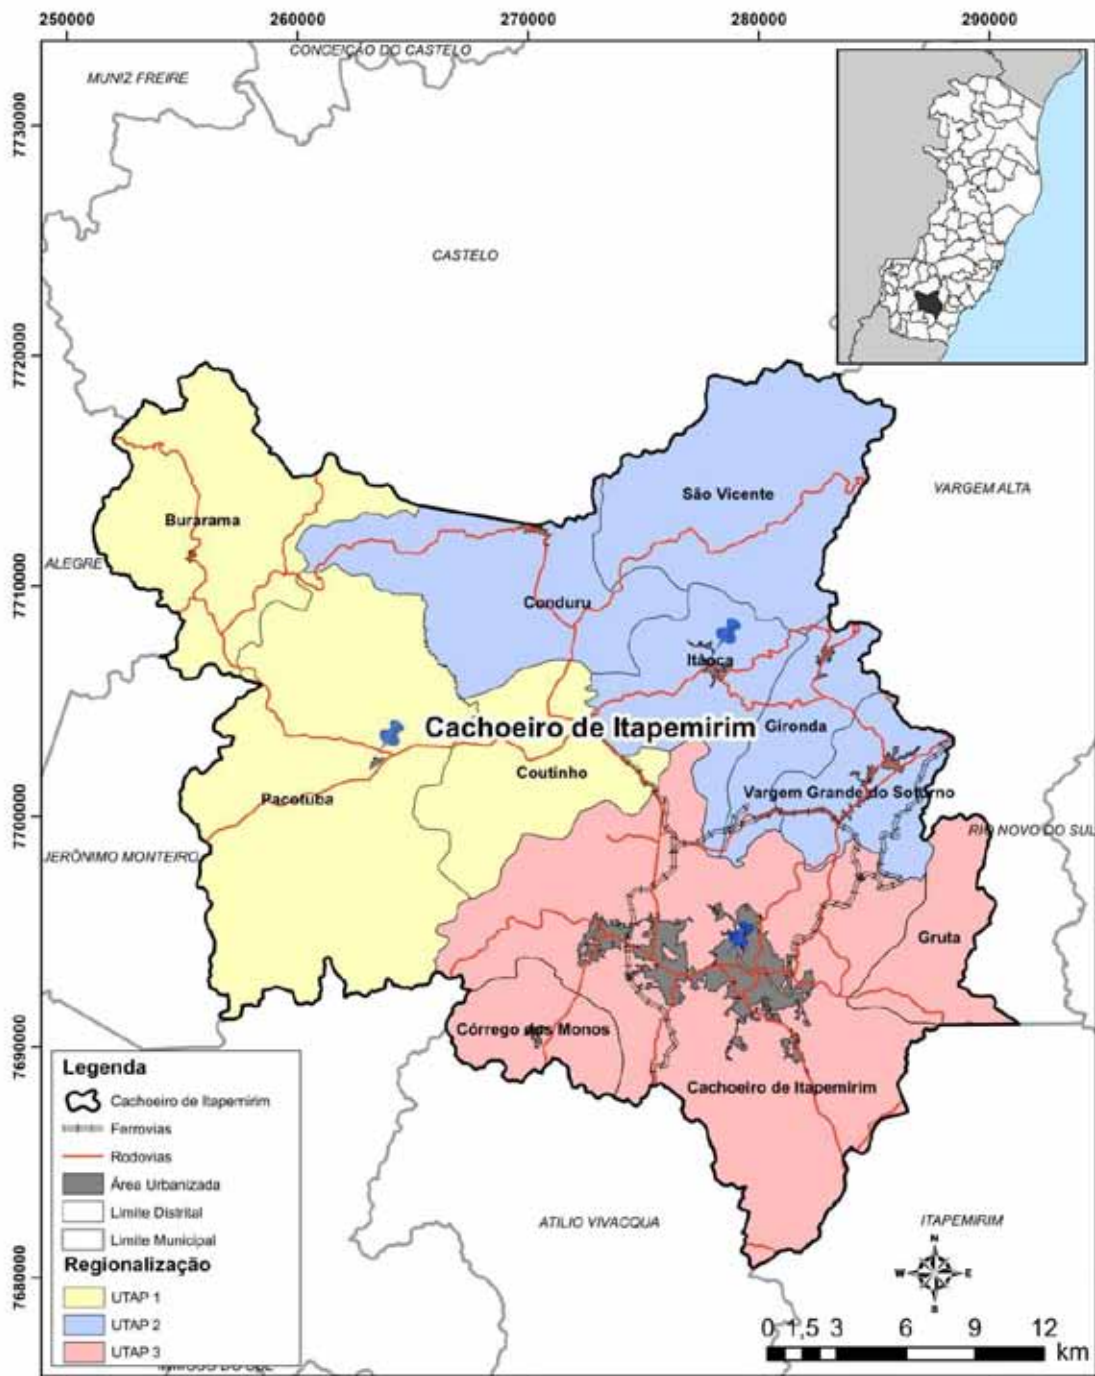 250000 260000 270000 280000 290000
CONCEIÇÃO DO CASTELO
MUNIZ FREIRE
7730000
CASTELO
7720000
São Vicente
VARGEM ALTA
Burarama
ALEGRE
7710000
Conduru
Itaóca
Cachoeiro de Itapemirim
Gironda
Coutinho
Pacotuba
Vargem Grande do Soturno
7700000
RIO NOVO DO SUL
JERÔNIMO MONTEIRO
Gruta
Córrego dos Monos
7690000
Cachoeiro de Itapemirim
Legenda
Cachoeiro de Itapemirim
Ferrovias
Rodovias
Área Urbanizada
Limite Distrital
Limite Municipal
Regionalização
UTAP 1
UTAP 2
UTAP 3
7680000
ATILIO VIVACQUA
ITAPEMIRIM
N
W E
S
0 1,5 3 6 9 12
km
MIMOSO DO SUL